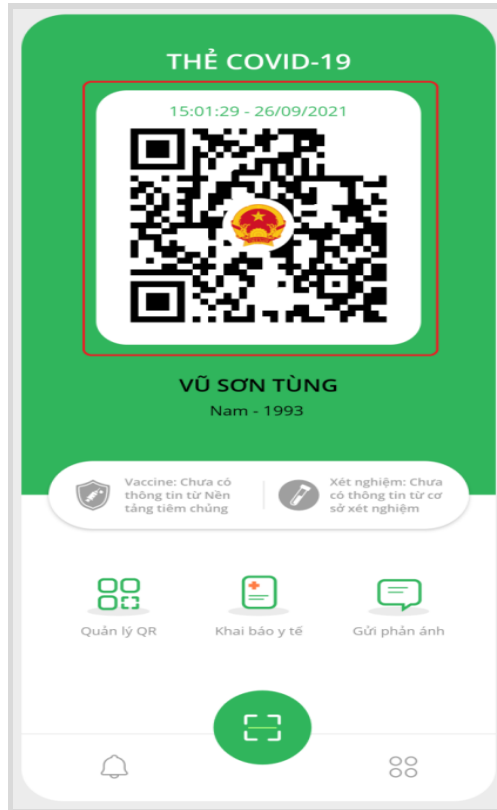 THẺ COVID-19
15:01:29 - 26/09/2021
VŨ SƠN TÙNG
Nam - 1993
Vaccine: Chưa có
thông tin từ Nền
tảng tiêm chủng
Xét nghiệm: Chưa
có thông tin từ cơ
sở xét nghiệm
Quản lý QR
Khai báo y tế
Gửi phản ánh